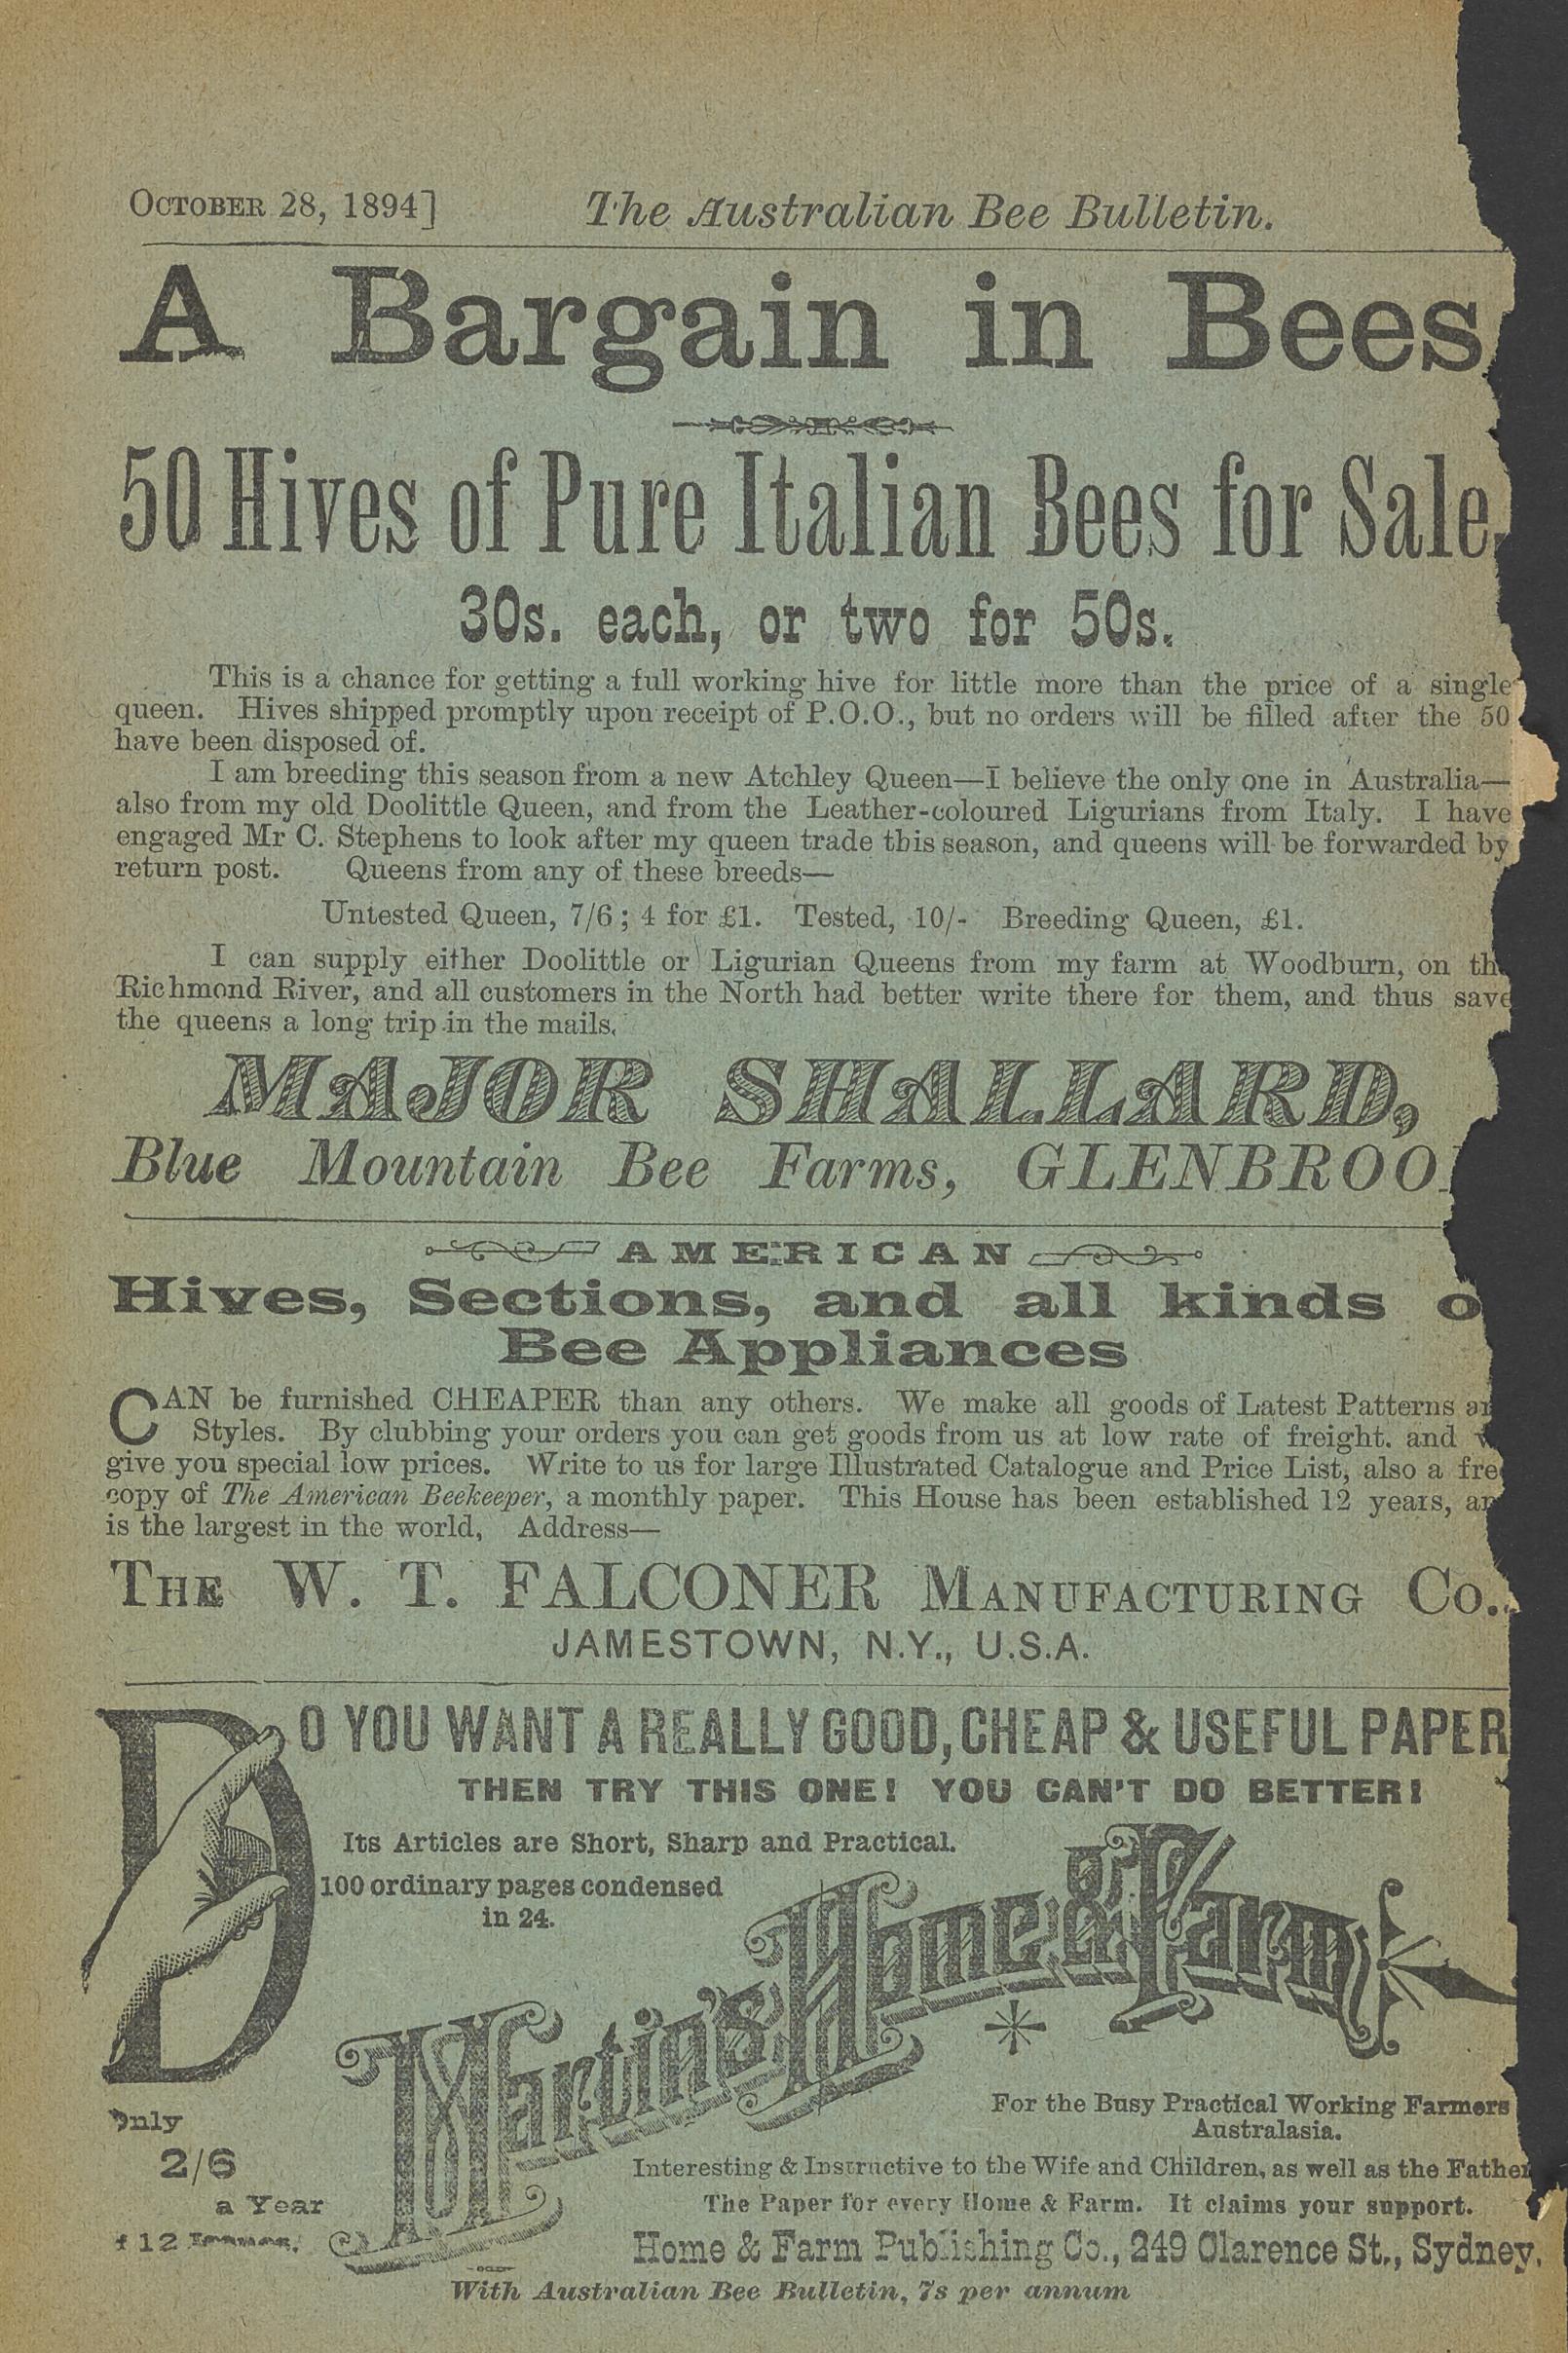 OCTOBER 28, 1894]
The Australian Bee Bulletin.
A Bargain in Bees
50 Hives of Pure Italian Bees for Sale.
30s. each, or two for 50s.
This is a chance for getting a full working hive for little more than the price of a single
queen. Hives shipped promptly upon receipt of P.O.O., but no orders will be filled after the 50
have been disposed of.
I am breeding this season from a new Atchley Queen—I believe the only one in Australia—
also from my old Doolittle Queen, and from the Leather-coloured Ligurians from Italy. I have
engaged Mr C. Stephens to look after my queen trade this season, and queens will be forwarded by
return post. Queens from any of these breeds—
Untested Queen, 7/6; 4 for £1. Tested, 10/- Breeding Queen, £1.
I can supply either Doolittle or Ligurian Queens from my farm at Woodburn, on th
Richmond River, and all customers in the North had better write there for them, and thus save
the queens a long trip in the mails.
MAJOR SHALLARD,
Blue Mountain Bee Farms, GLENBROO
AMERICAN
Hives, Sections, and all kinds o
Bee Appliances
CAN be furnished CHEAPER than any others. We make all goods of Latest Patterns
Styles. By clubbing your orders you can get goods from us at low rate of freight. and
give you special low prices. Write to us for large Illustrated Catalogue and Price List, also a fre
copy of The American Beekeeper, a monthly paper. This House has been established 12 years,
is the largest in the world, Address—
THE W. T. FALCONER MANUFACTURING Co.,
JAMESTOWN, N.Y., U.S.A.
DO YOU WANT A REALLY GOOD, CHEAP & USEFUL PAPER
THEN TRY THIS ONE! YOU CAN'T DO BETTER!
Its Articles are Short, Sharp and Practical.
100 ordinary pages condensed
in 24.
Martin's Home & Farm
Only
2/6
a Year
12 Issues.
For the Busy Practical Working Farmers
Australasia.
Interesting & Instructive to the Wife and Children, as well as the Father
The Paper for every Home & Farm. It claims your support.
Home & Farm Publishing Co., 249 Clarence St., Sydney.
With Australian Bee Bulletin, 7s per annum